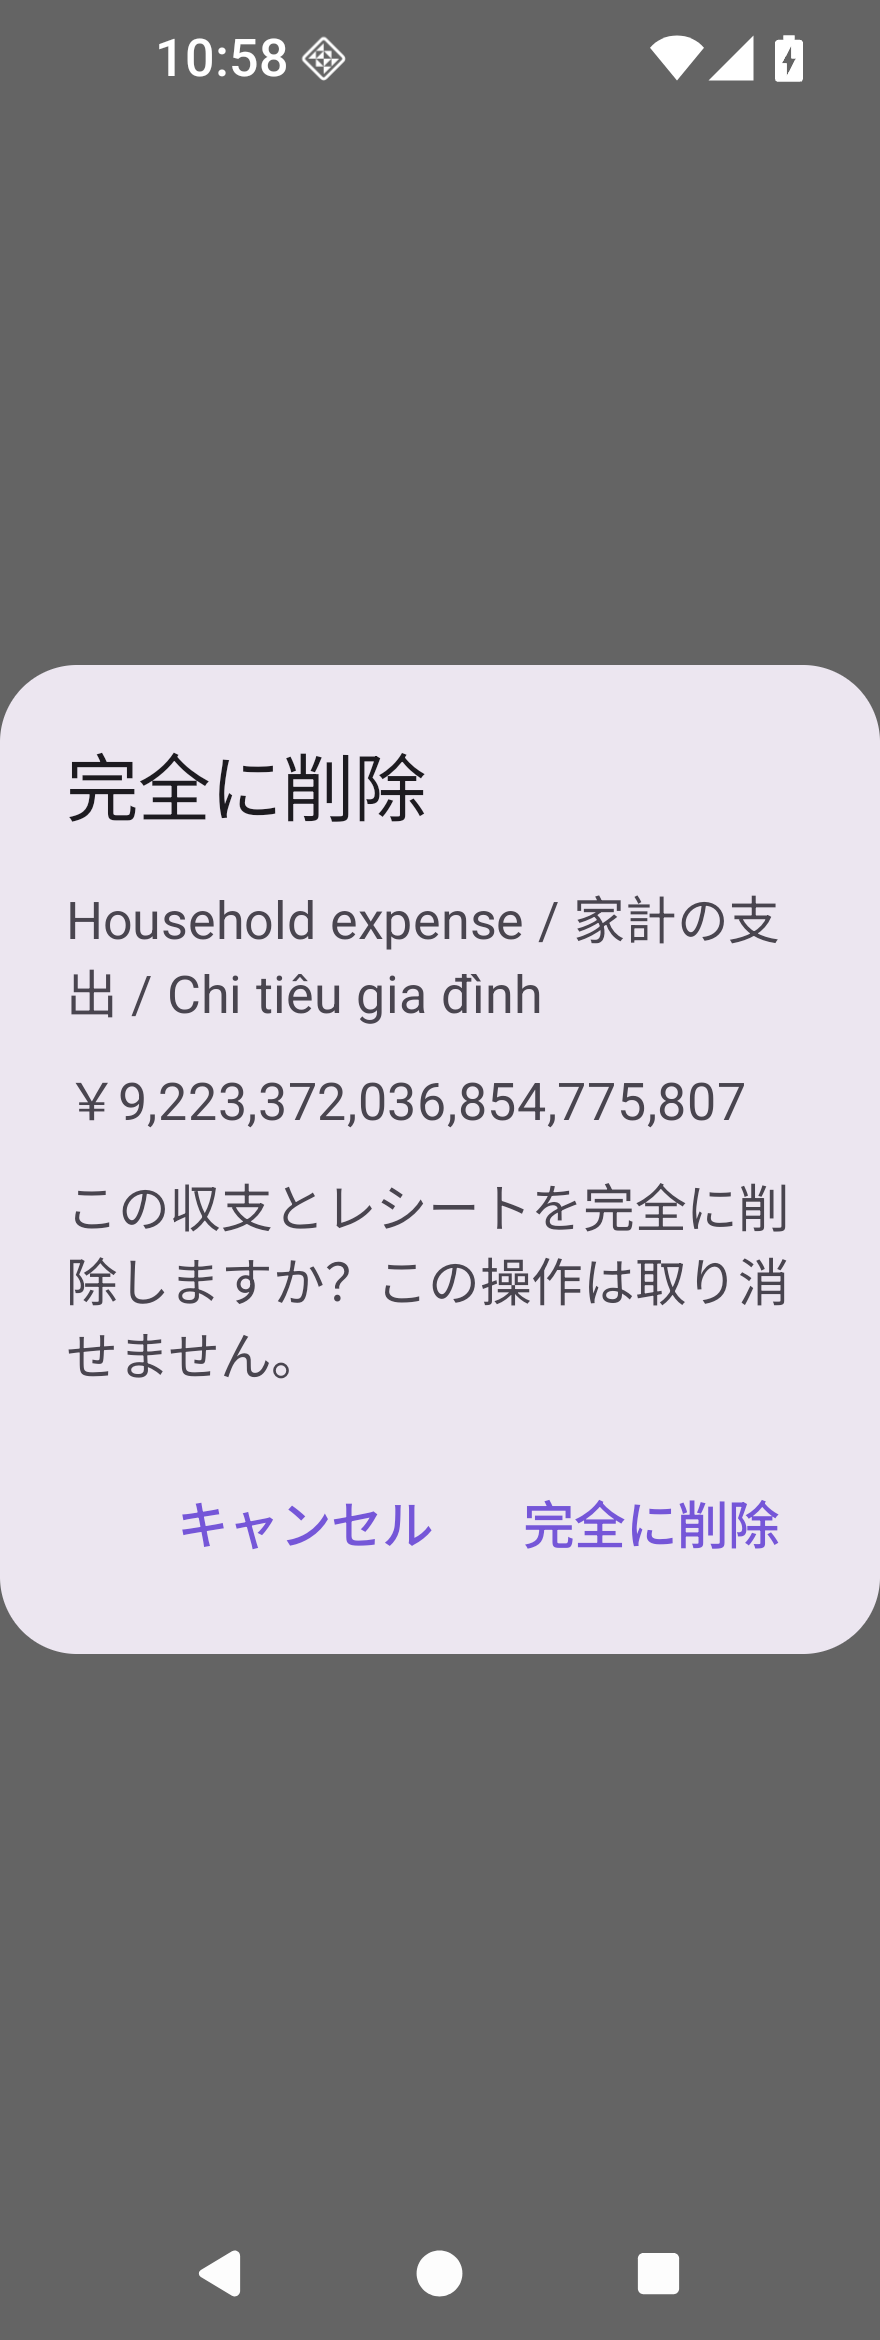 10:58
完全に削除
Household expense / 家計の支
出 / Chi tiêu gia đình
￥9,223,372,036,854,775,807
この収支とレシートを完全に削
除しますか？この操作は取り消
せません。
キャンセル 完全に削除